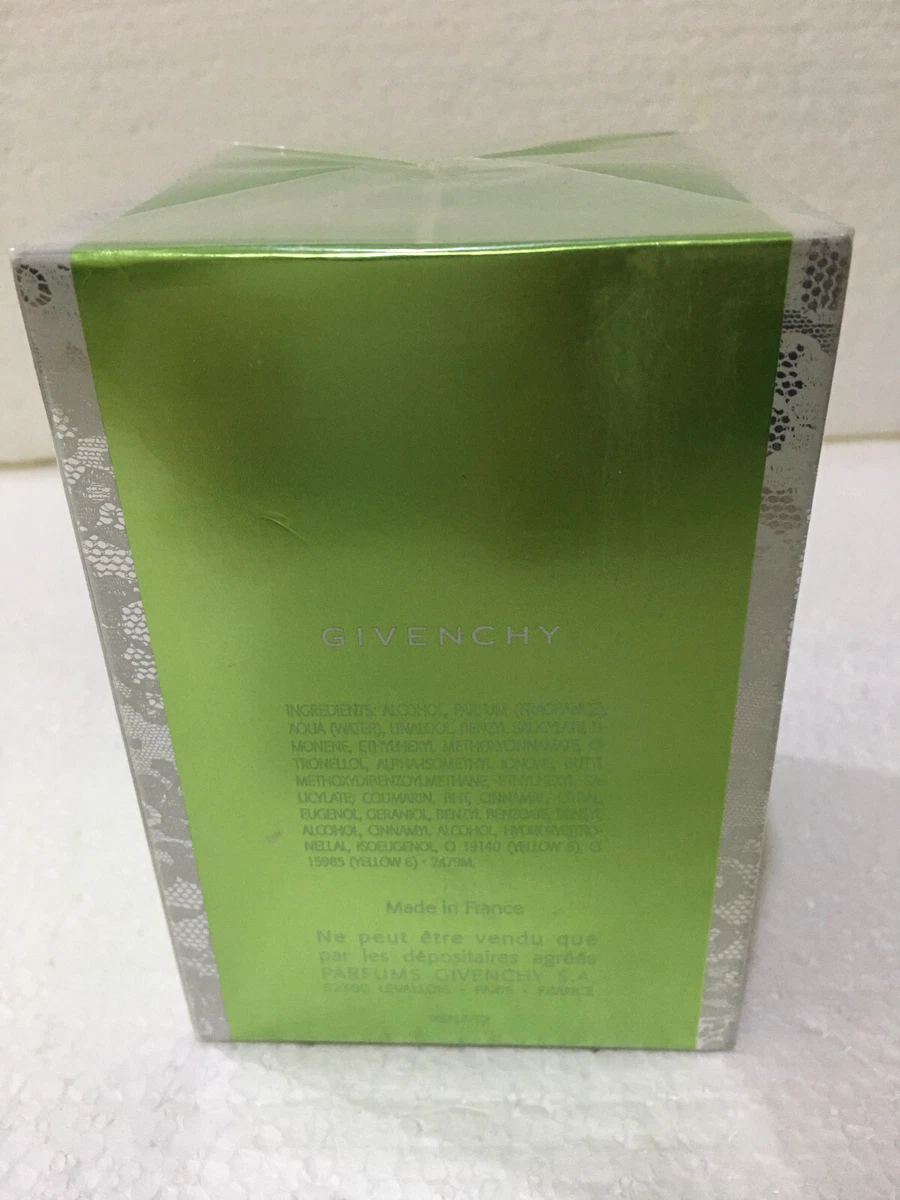 GIVENCHY
INGREDIENTS: ALCOHOL, PARFUM (FRAGRANCE),
AQUA (WATER), LINALOOL, BENZYL SALICYLATE, LI-
MONENE, ETHYLHEXYL METHOXYCINNAMATE, CI-
TRONELLOL, ALPHA-ISOMETHYL IONONE, BUTYL
METHOXYDIBENZOYLMETHANE, ETHYLHEXYL SA-
LICYLATE, COUMARIN, BHT, CINNAMAL, CITRAL,
EUGENOL, GERANIOL, BENZYL BENZOATE, BENZYL
ALCOHOL, CINNAMYL ALCOHOL, HYDROXYCITRO-
NELLAL, ISOEUGENOL, CI 19140 (YELLOW 5), CI
15985 (YELLOW 6) - 2479M.
Made in France
Ne peut être vendu que
par les dépositaires agréés
PARFUMS GIVENCHY S.A.
92300 LEVALLOIS - PARIS - FRANCE